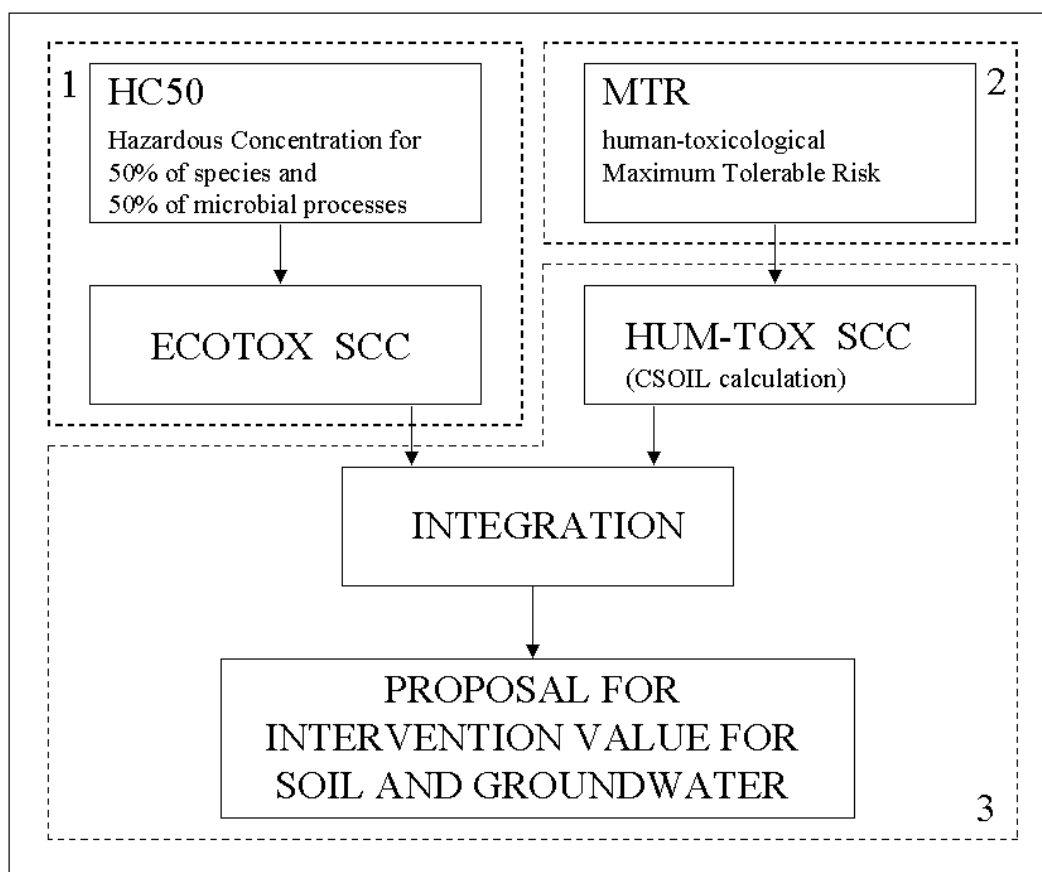 1
HC50
Hazardous Concentration for
50% of species and
50% of microbial processes
MTR
human-toxicological
Maximum Tolerable Risk
2
ECOTOX SCC
HUM-TOX SCC
(CSOIL calculation)
INTEGRATION
PROPOSAL FOR
INTERVENTION VALUE FOR
SOIL AND GROUNDWATER
3